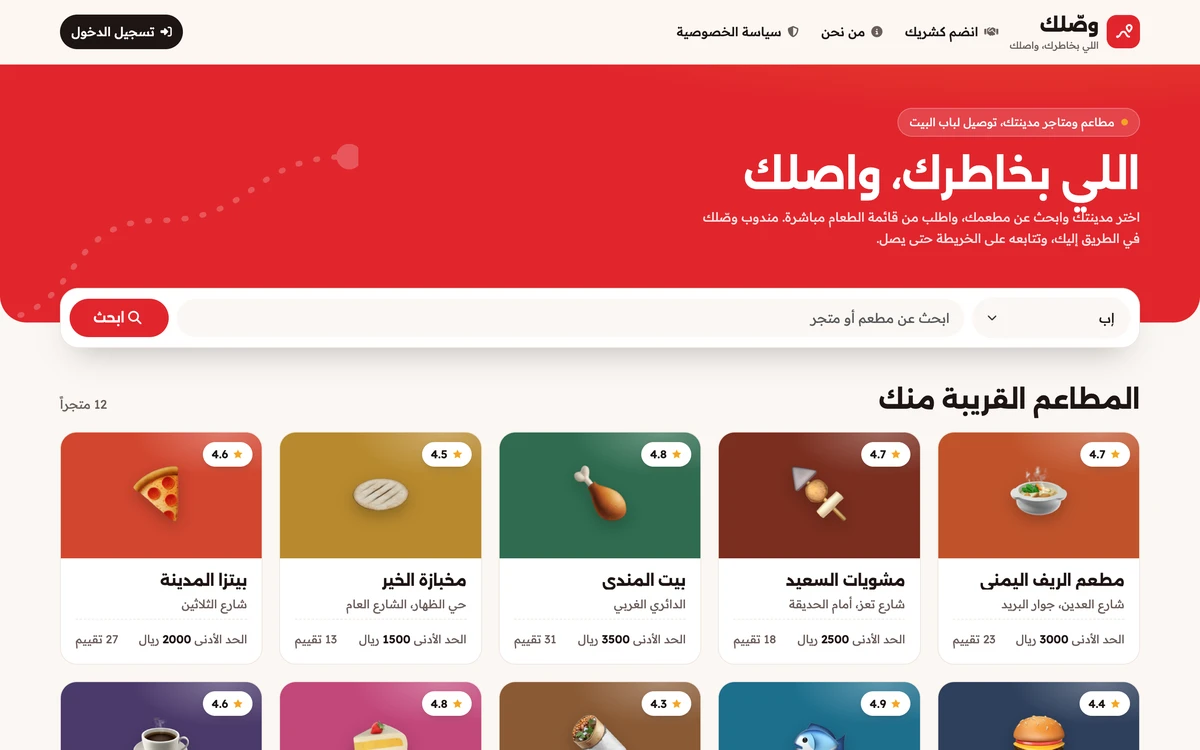 وصّلك
اللي بخاطرك، واصلك
انضم كشريك
من نحن
سياسة الخصوصية
تسجيل الدخول
مطاعم ومتاجر مدينتك، توصيل لباب البيت
اللي بخاطرك، واصلك
اختر مدينتك وابحث عن مطعمك، واطلب من قائمة الطعام مباشرة. مندوب وصّلك
في الطريق إليك، وتتابعه على الخريطة حتى يصل.
إب
ابحث عن مطعم أو متجر
ابحث
المطاعم القريبة منك
12 متجراً
4.7
مطعم الريف اليمني
شارع العدين، جوار البريد
الحد الأدنى 3000 ريال
23 تقييم
4.7
مشويات السعيد
شارع تعز، أمام الحديقة
الحد الأدنى 2500 ريال
18 تقييم
4.8
بيت المندي
الدائري الغربي
الحد الأدنى 3500 ريال
31 تقييم
4.5
مخبازة الخير
حي الظهار، الشارع العام
الحد الأدنى 1500 ريال
13 تقييم
4.6
بيتزا المدينة
شارع الثلاثين
الحد الأدنى 2000 ريال
27 تقييم
4.4
4.9
4.3
4.8
4.6